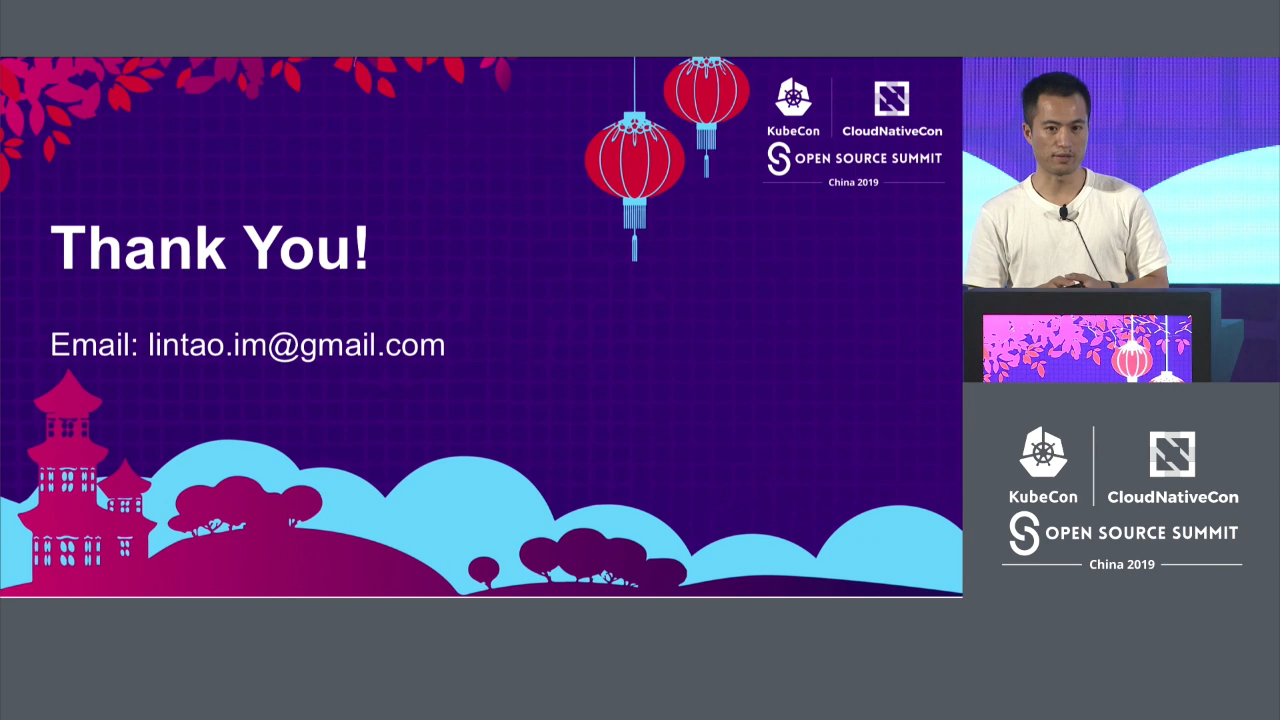 KubeCon
CloudNativeCon
OPEN SOURCE SUMMIT
China 2019
Thank You!
Email: lintao.im@gmail.com
KubeCon
CloudNativeCon
OPEN SOURCE SUMMIT
China 2019